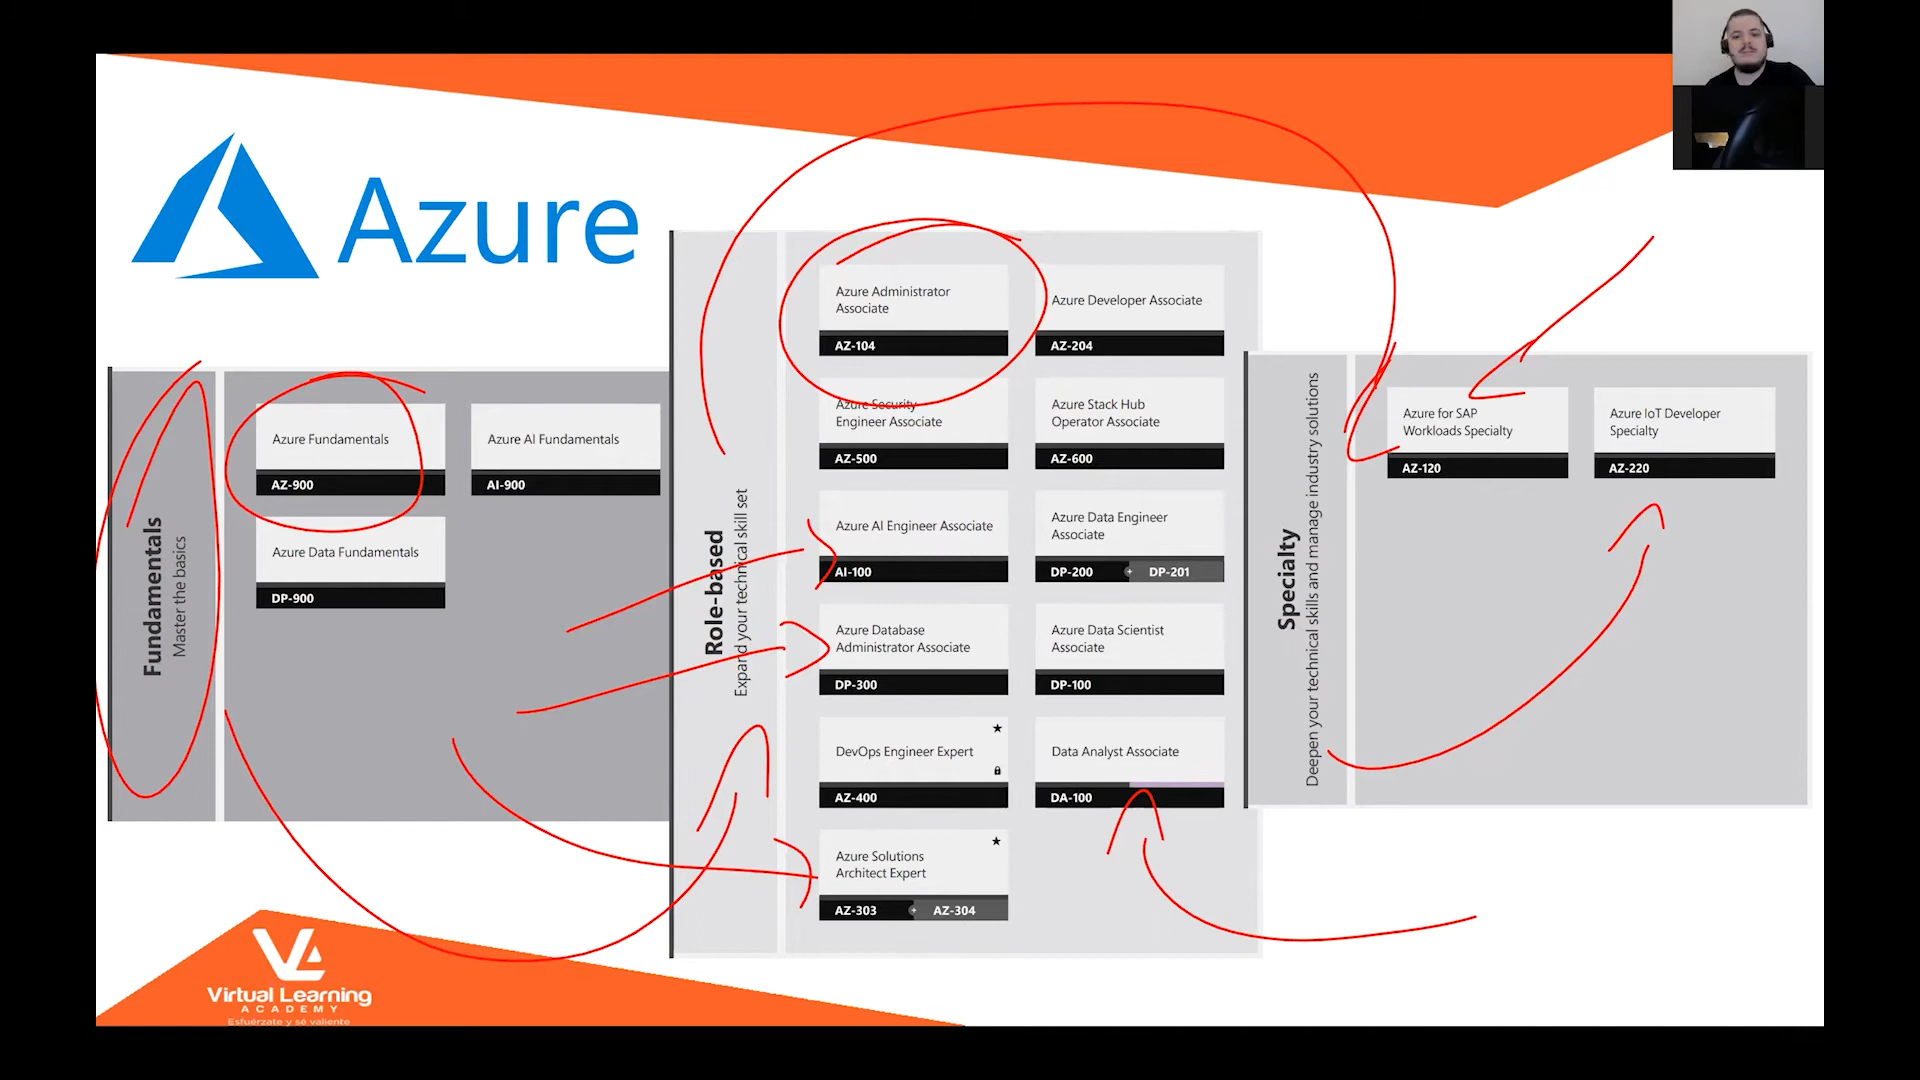 Azure
Fundamentals
Master the basics
Azure Fundamentals
AZ-900
Azure AI Fundamentals
AI-900
Azure Data Fundamentals
DP-900
Role-based
Expand your technical skill set
Azure Administrator
Associate
AZ-104
Azure Developer Associate
AZ-204
Azure Security
Engineer Associate
AZ-500
Azure Stack Hub
Operator Associate
AZ-600
Azure AI Engineer Associate
AI-100
Azure Data Engineer
Associate
DP-200 + DP-201
Azure Database
Administrator Associate
DP-300
Azure Data Scientist
Associate
DP-100
DevOps Engineer Expert
AZ-400
Data Analyst Associate
DA-100
Azure Solutions
Architect Expert
AZ-303 + AZ-304
Specialty
Deepen your technical skills and manage industry solutions
Azure for SAP
Workloads Specialty
AZ-120
Azure IoT Developer
Specialty
AZ-220
Virtual Learning
ACADEMY
Esfuérzate y sé valiente